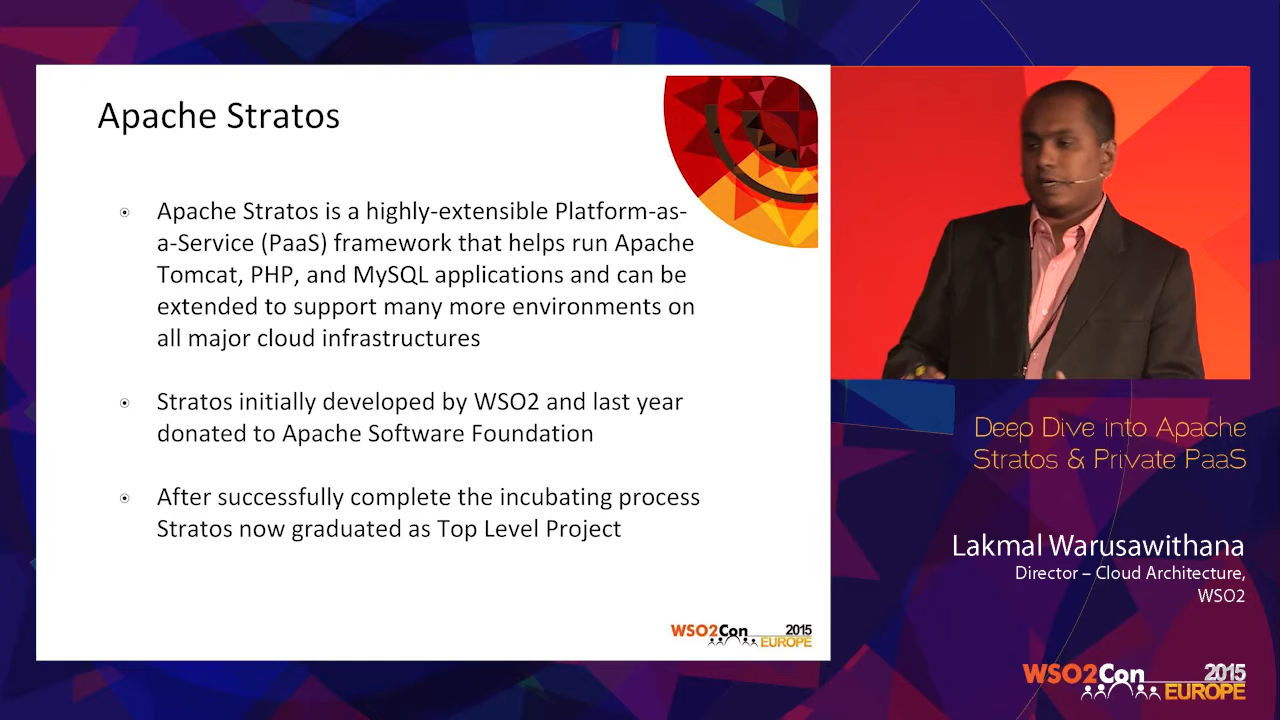 Apache Stratos
Apache Stratos is a highly-extensible Platform-as-
a-Service (PaaS) framework that helps run Apache
Tomcat, PHP, and MySQL applications and can be
extended to support many more environments on
all major cloud infrastructures
Stratos initially developed by WSO2 and last year
donated to Apache Software Foundation
After successfully complete the incubating process
Stratos now graduated as Top Level Project
WSO2Con 2015
EUROPE
Deep Dive into Apache
Stratos & Private PaaS
Lakmal Warusawithana
Director – Cloud Architecture,
WSO2
WSO2Con 2015
EUROPE